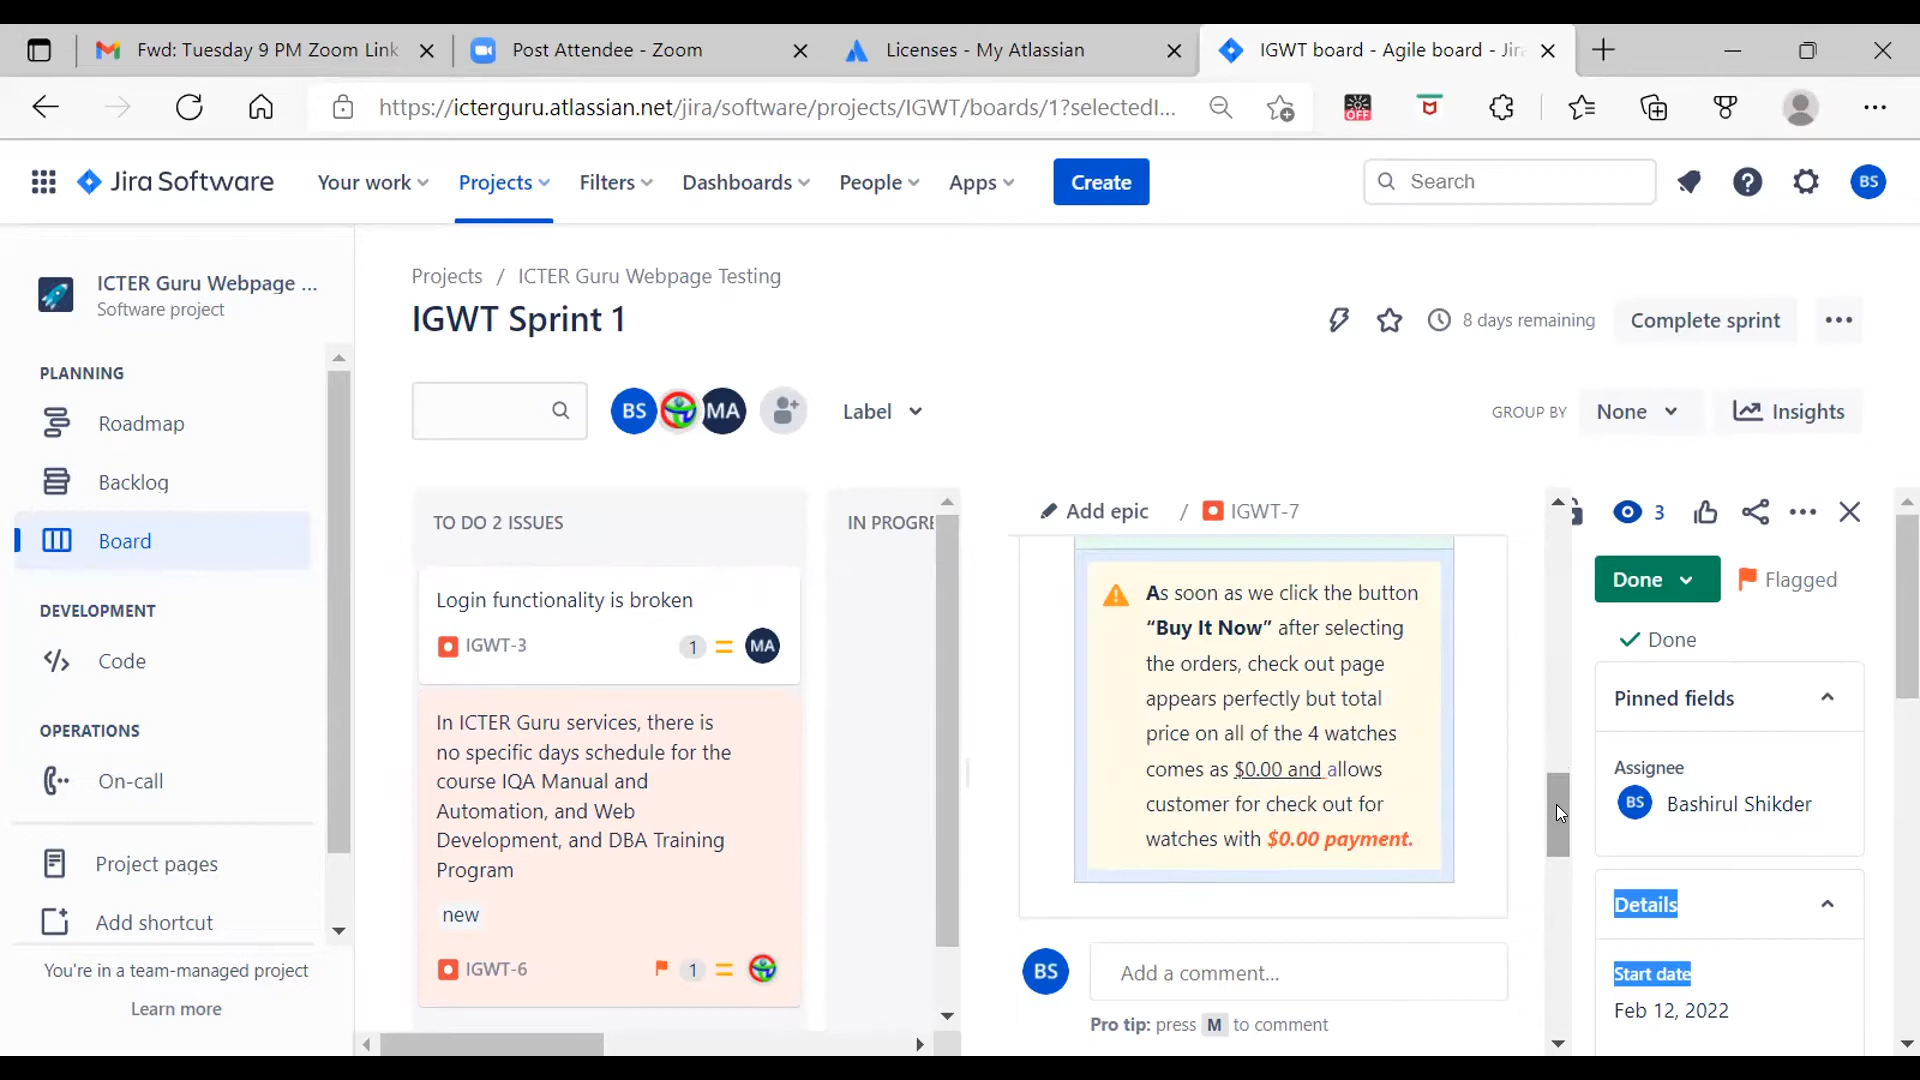 Fwd: Tuesday 9 PM Zoom Link
Post Attendee - Zoom
Licenses - My Atlassian
IGWT board - Agile board - Jira
https://icterguru.atlassian.net/jira/software/projects/IGWT/boards/1?selectedI...
OFF
Jira Software
Your work
Projects
Filters
Dashboards
People
Apps
Create
Search
BS
ICTER Guru Webpage ...
Software project
PLANNING
Roadmap
Backlog
Board
DEVELOPMENT
Code
OPERATIONS
On-call
Project pages
Add shortcut
You're in a team-managed project
Learn more
Projects / ICTER Guru Webpage Testing
IGWT Sprint 1
8 days remaining
Complete sprint
BS
MA
Label
GROUP BY
None
Insights
TO DO 2 ISSUES
Login functionality is broken
IGWT-3
1
MA
In ICTER Guru services, there is
no specific days schedule for the
course IQA Manual and
Automation, and Web
Development, and DBA Training
Program
new
IGWT-6
1
IN PROGRE
Add epic / IGWT-7
As soon as we click the button
“Buy It Now” after selecting
the orders, check out page
appears perfectly but total
price on all of the 4 watches
comes as $0.00 and allows
customer for check out for
watches with $0.00 payment.
BS
Add a comment...
Pro tip: press M to comment
3
Done
Flagged
Done
Pinned fields
Assignee
BS
Bashirul Shikder
Details
Start date
Feb 12, 2022